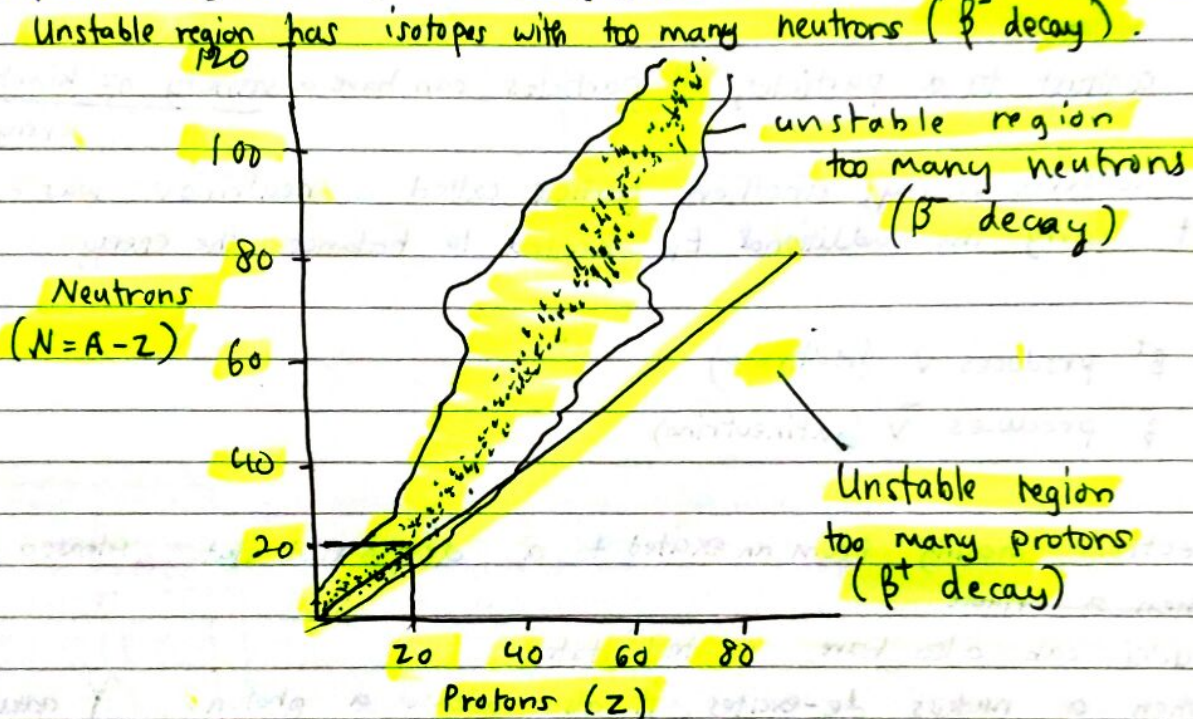 Unstable region has isotopes with too many neutrons (β⁻ decay).
120
100
80
60
40
20
Neutrons
(N=A-Z)
unstable region
too many neutrons
(β⁻ decay)
Unstable region
too many protons
(β⁺ decay)
20 40 60 80
Protons (Z)